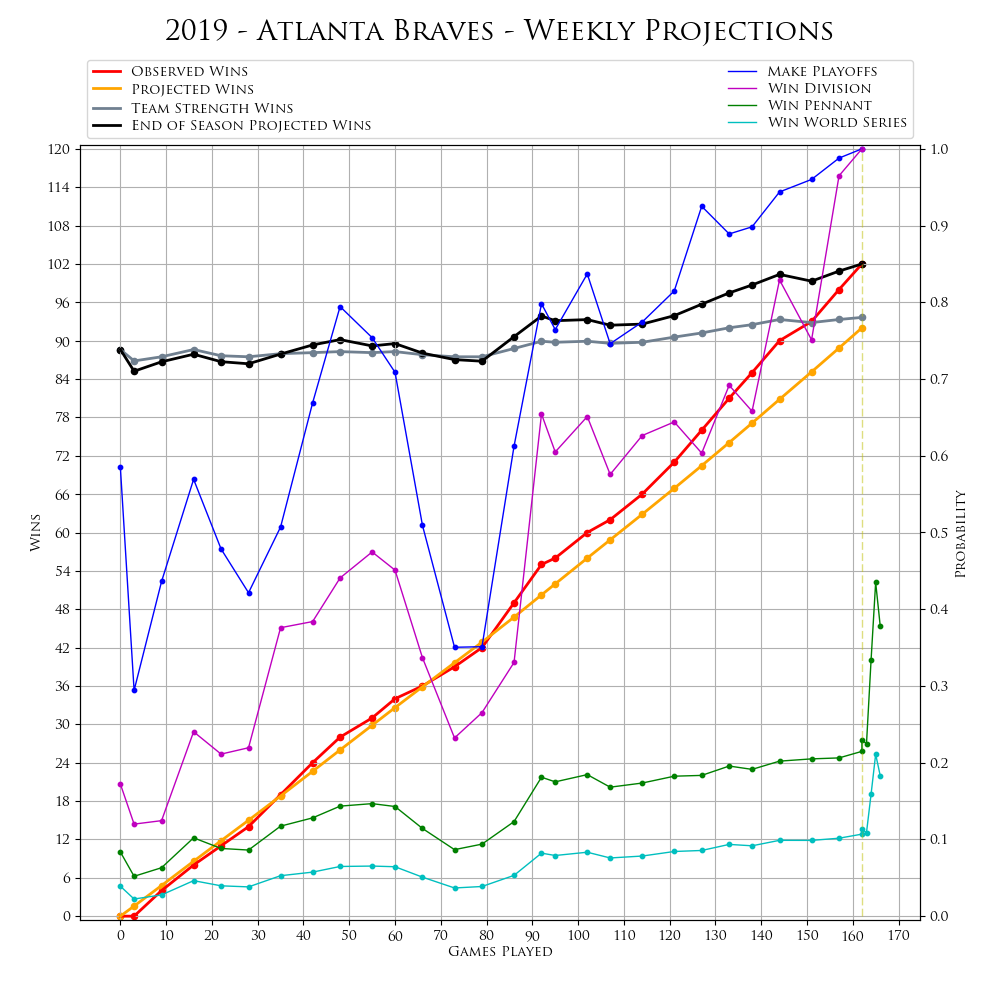 2019 - Atlanta Braves - Weekly Projections
Observed Wins
Projected Wins
Team Strength Wins
End of Season Projected Wins
Make Playoffs
Win Division
Win Pennant
Win World Series
120
114
108
102
96
90
84
78
72
66
60
54
48
42
36
30
24
18
12
6
0
Wins
1.0
0.9
0.8
0.7
0.6
0.5
0.4
0.3
0.2
0.1
0.0
Probability
0 10 20 30 40 50 60 70 80 90 100 110 120 130 140 150 160 170
Games Played